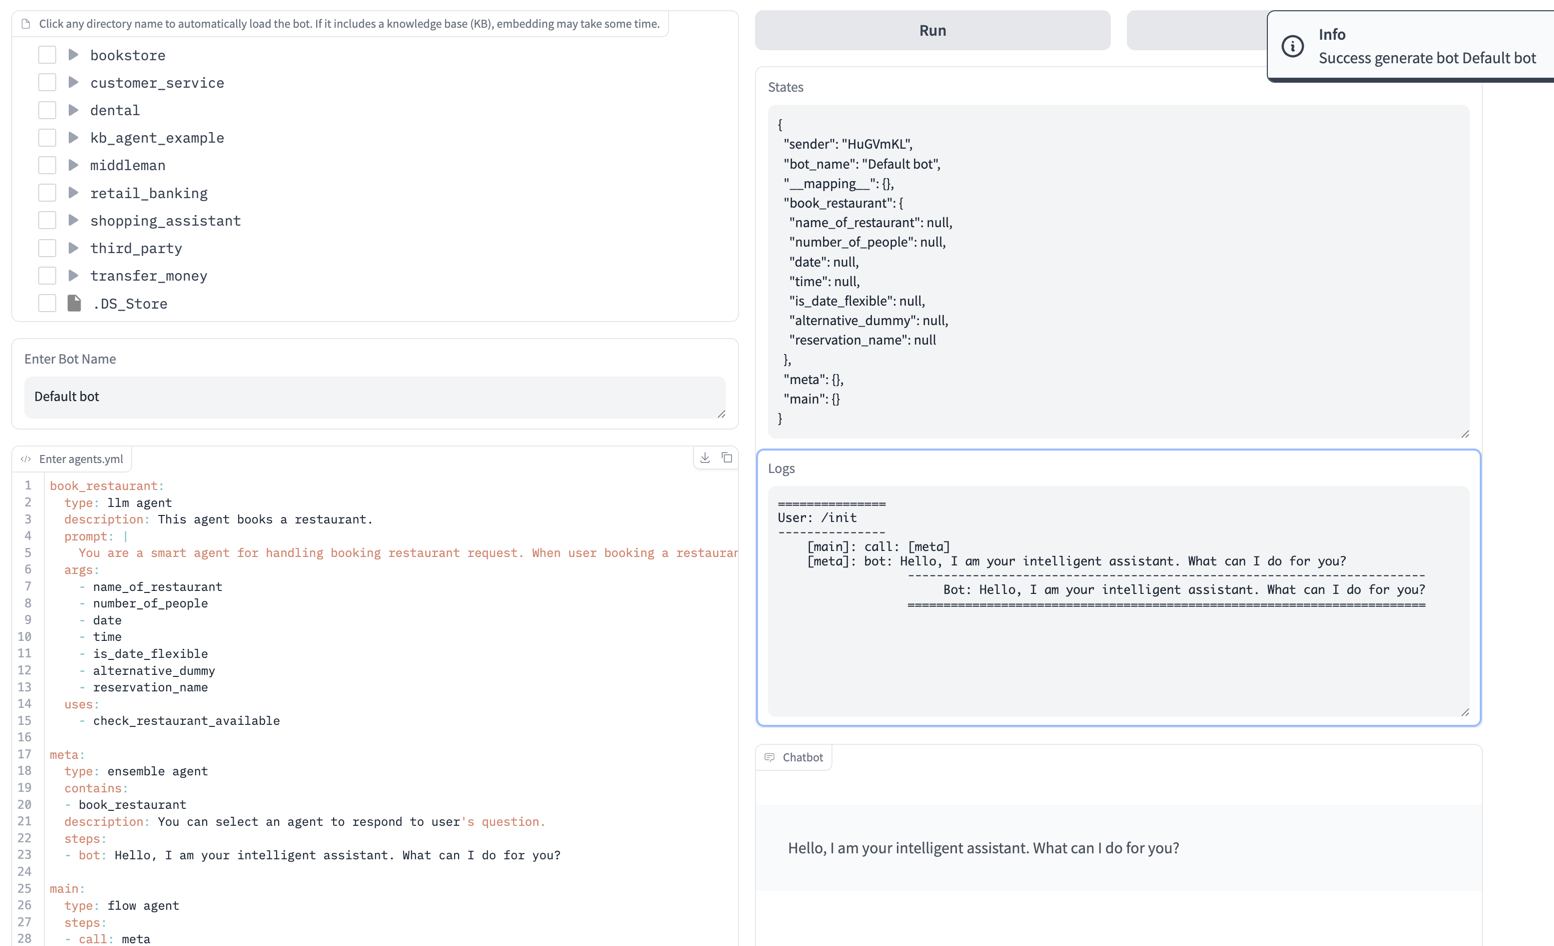 Click any directory name to automatically load the bot. If it includes a knowledge base (KB), embedding may take some time.
bookstore
customer_service
dental
kb_agent_example
middleman
retail_banking
shopping_assistant
third_party
transfer_money
.DS_Store
Enter Bot Name
Default bot
Enter agents.yml
1 book_restaurant:
2 type: llm agent
3 description: This agent books a restaurant.
4 prompt: |
5 You are a smart agent for handling booking restaurant request. When user booking a restauran
6 args:
7 - name_of_restaurant
8 - number_of_people
9 - date
10 - time
11 - is_date_flexible
12 - alternative_dummy
13 - reservation_name
14 uses:
15 - check_restaurant_available
16
17 meta:
18 type: ensemble agent
19 contains:
20 - book_restaurant
21 description: You can select an agent to respond to user's question.
22 steps:
23 - bot: Hello, I am your intelligent assistant. What can I do for you?
24
25 main:
26 type: flow agent
27 steps:
28 - call: meta
Run
Info
Success generate bot Default bot
States
{
"sender": "HuGVmKL",
"bot_name": "Default bot",
"__mapping__": {},
"book_restaurant": {
"name_of_restaurant": null,
"number_of_people": null,
"date": null,
"time": null,
"is_date_flexible": null,
"alternative_dummy": null,
"reservation_name": null
},
"meta": {},
"main": {}
}
Logs
===============
User: /init
---------------
[main]: call: [meta]
[meta]: bot: Hello, I am your intelligent assistant. What can I do for you?
------------------------------------------------------------------------
Bot: Hello, I am your intelligent assistant. What can I do for you?
========================================================================
Chatbot
Hello, I am your intelligent assistant. What can I do for you?